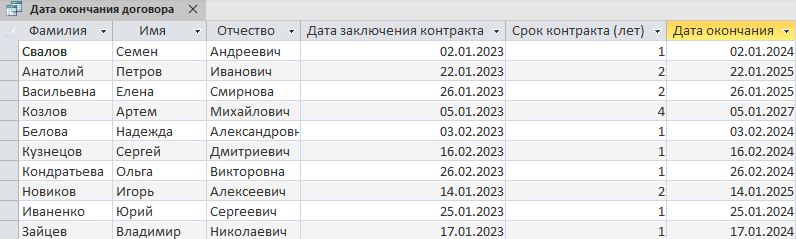 Дата окончания договора
Фамилия Имя Отчество Дата заключения контракта Срок контракта (лет) Дата окончания
Свалов Семен Андреевич 02.01.2023 1 02.01.2024
Анатолий Петров Иванович 22.01.2023 2 22.01.2025
Васильевна Елена Смирнова 26.01.2023 2 26.01.2025
Козлов Артем Михайлович 05.01.2023 4 05.01.2027
Белова Надежда Александровн 03.02.2023 1 03.02.2024
Кузнецов Сергей Дмитриевич 16.02.2023 1 16.02.2024
Кондратьева Ольга Викторовна 26.02.2023 1 26.02.2024
Новиков Игорь Алексеевич 14.01.2023 2 14.01.2025
Иваненко Юрий Сергеевич 25.01.2023 1 25.01.2024
Зайцев Владимир Николаевич 17.01.2023 1 17.01.2024